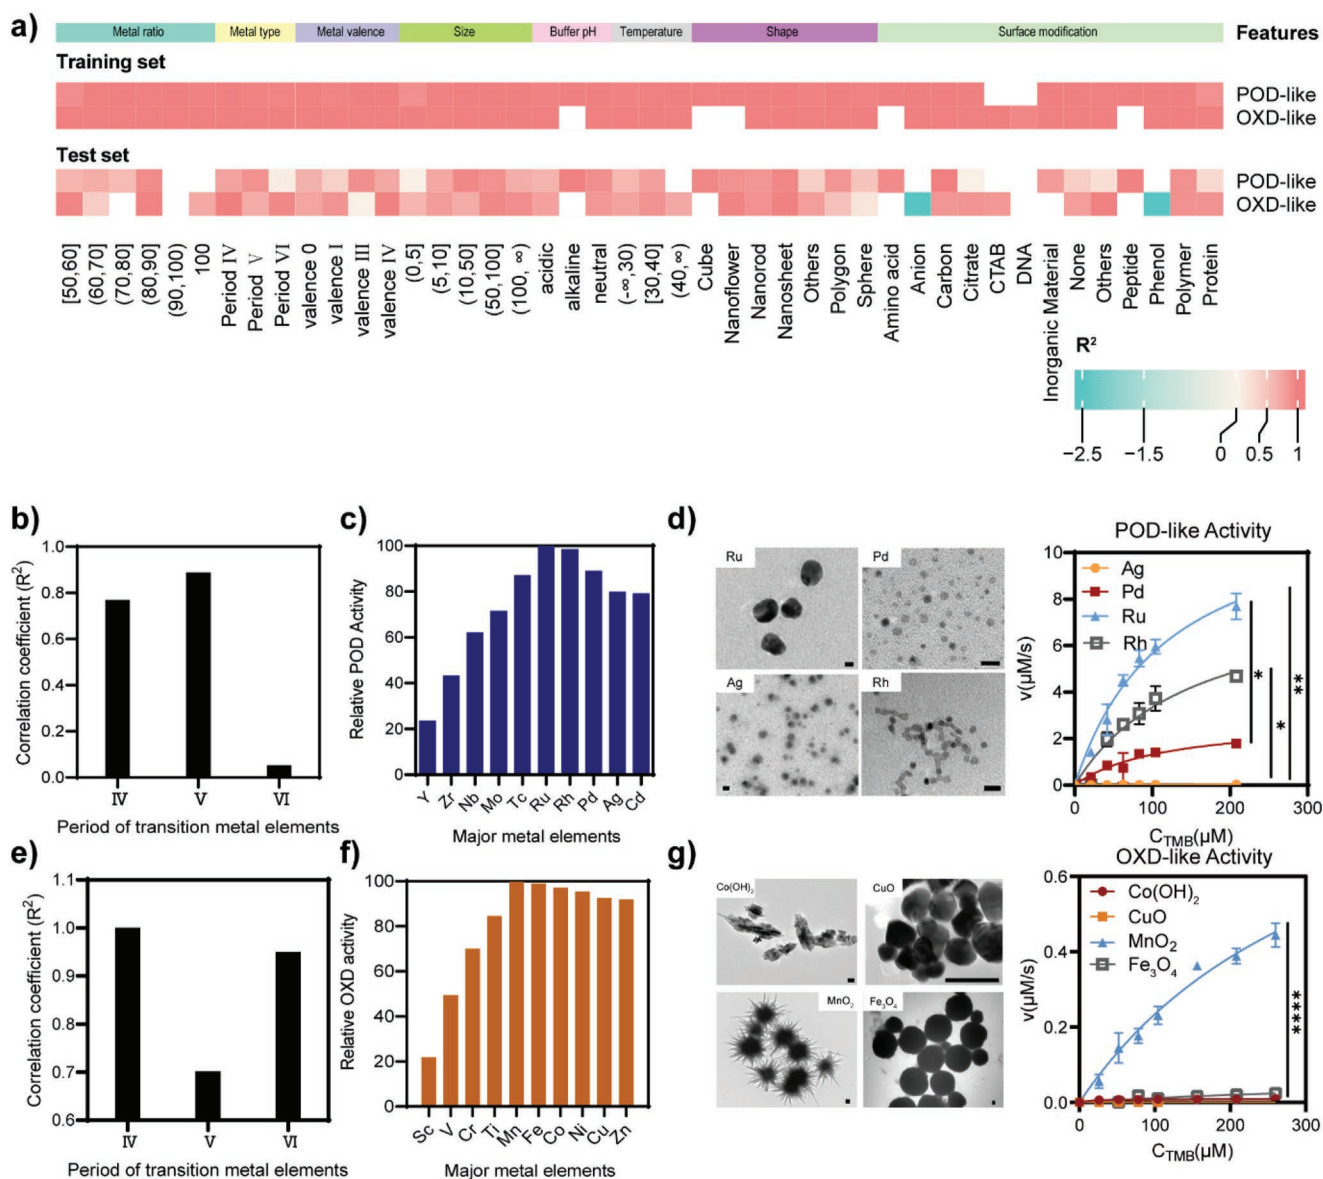 a)
Metal ratio Metal type Metal valence Size Buffer pH Temperature Shape Surface modification Features
Training set
POD-like
OXD-like
Test set
POD-like
OXD-like
[50,60]
(60,70]
(70,80]
(80,90]
(90,100)
100
Period IV
Period V
Period VI
valence 0
valence I
valence III
valence IV
(0,5]
(5,10]
(10,50]
(50,100]
(100, ∞)
acidic
alkaline
neutral
(-∞,30)
[30,40]
(40,∞)
Cube
Nanoflower
Nanorod
Nanosheet
Others
Polygon
Sphere
Amino acid
Anion
Carbon
Citrate
CTAB
DNA
Inorganic Material
None
Others
Peptide
Phenol
Polymer
Protein
R²
−2.5 −1.5 0 0.5 1
b)
Correlation coefficient (R²)
1.0
0.8
0.6
0.4
0.2
0.0
IV V VI
Period of transition metal elements
c)
Relative POD Activity
100
80
60
40
20
0
Y Zr Nb Mo Tc Ru Rh Pd Ag Cd
Major metal elements
d)
Ru Pd
Ag Rh
POD-like Activity
v(μM/s)
10
8
6
4
2
0
Ag
Pd
Ru
Rh
*
*
**
0 100 200 300
C_TMB(μM)
e)
Correlation coefficient (R²)
1.1
1.0
0.9
0.8
0.7
0.6
IV V VI
Period of transition metal elements
f)
Relative OXD activity
100
80
60
40
20
0
Sc V Cr Ti Mn Fe Co Ni Cu Zn
Major metal elements
g)
Co(OH)₂ CuO
MnO₂ Fe₃O₄
OXD-like Activity
v(μM/s)
0.6
0.4
0.2
0.0
Co(OH)₂
CuO
MnO₂
Fe₃O₄
****
0 100 200 300
C_TMB(μM)